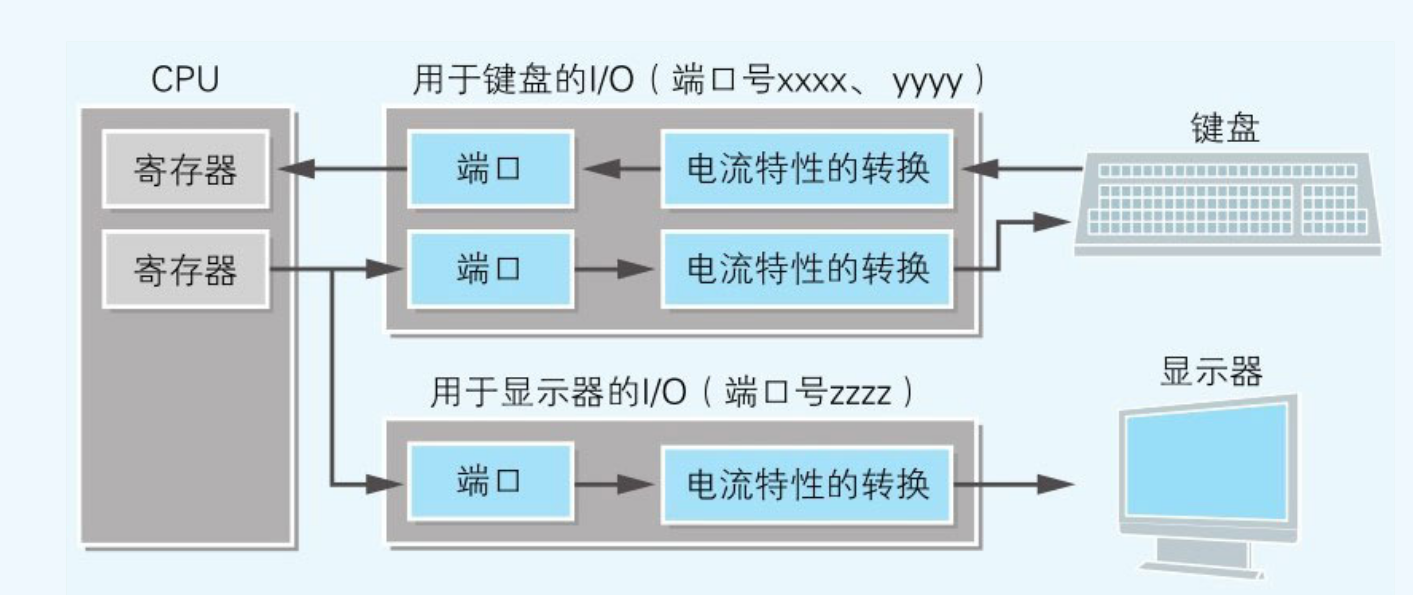 CPU
用于键盘的I/O（端口号xxxx、yyyy）
键盘
寄存器
端口
电流特性的转换
寄存器
端口
电流特性的转换
用于显示器的I/O（端口号zzzz）
显示器
端口
电流特性的转换